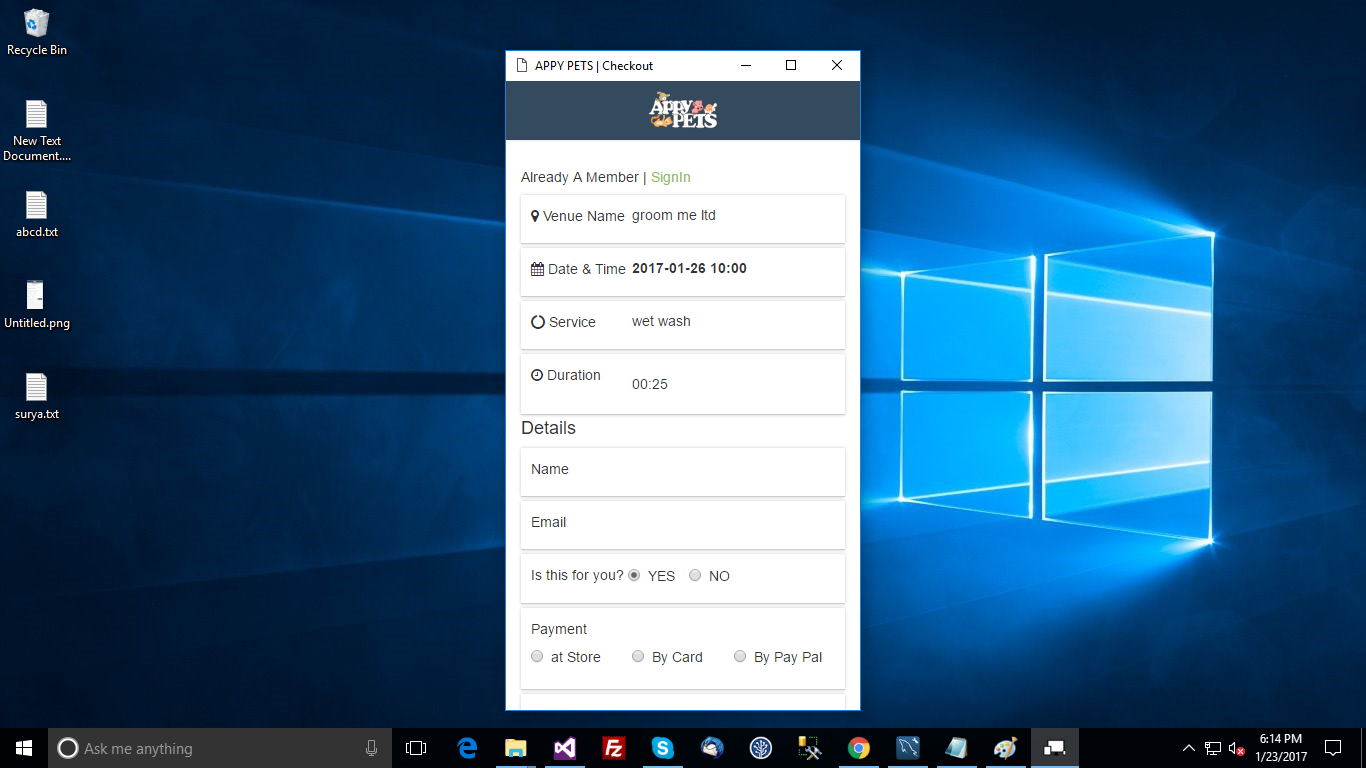 Recycle Bin
New Text
Document....
abcd.txt
Untitled.png
surya.txt
APPY PETS | Checkout
APPY
PETS
Already A Member | SignIn
Venue Name groom me ltd
Date & Time 2017-01-26 10:00
Service wet wash
Duration 00:25
Details
Name
Email
Is this for you? YES NO
Payment
at Store By Card By Pay Pal
Ask me anything
6:14 PM
1/23/2017